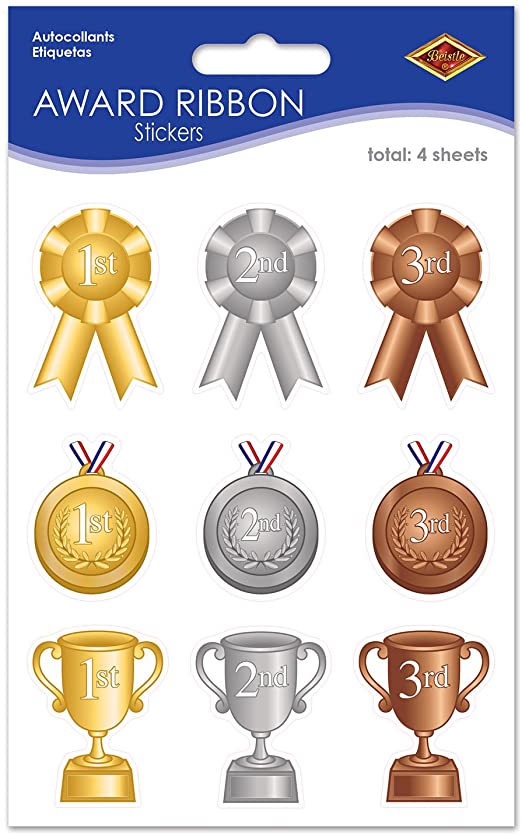 Autocollants
Etiquetas
Beistle
AWARD RIBBON
Stickers
total: 4 sheets
1st 2nd 3rd
1st 2nd 3rd
1st 2nd 3rd